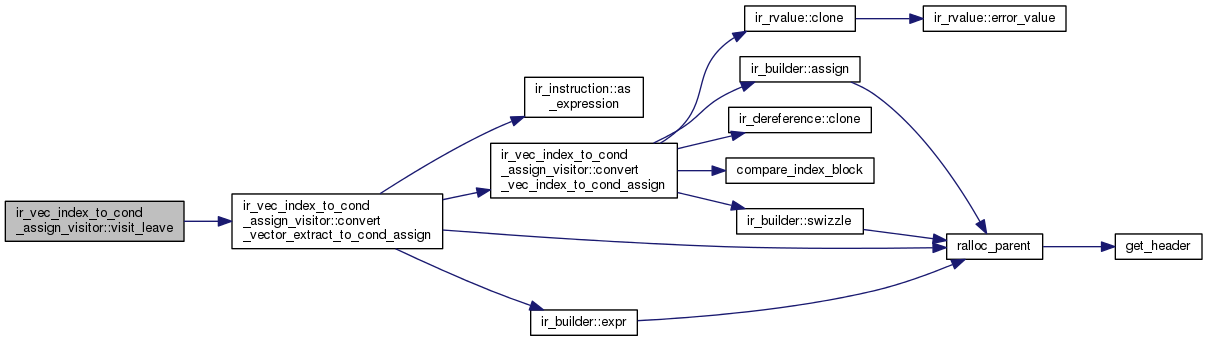 ir_vec_index_to_cond
_assign_visitor::visit_leave
ir_vec_index_to_cond
_assign_visitor::convert
_vector_extract_to_cond_assign
ir_instruction::as
_expression
ir_vec_index_to_cond
_assign_visitor::convert
_vec_index_to_cond_assign
ir_builder::expr
ir_rvalue::clone
ir_builder::assign
ir_dereference::clone
compare_index_block
ir_builder::swizzle
ir_rvalue::error_value
ralloc_parent
get_header